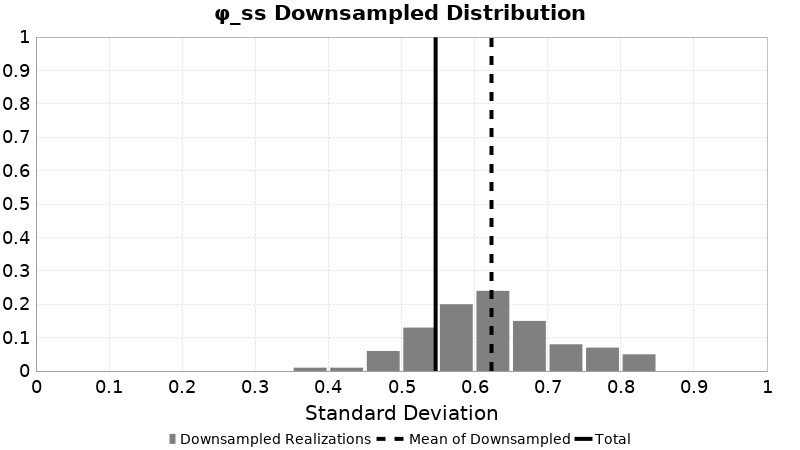 φ_ss Downsampled Distribution
1
0.9
0.8
0.7
0.6
0.5
0.4
0.3
0.2
0.1
0
0 0.1 0.2 0.3 0.4 0.5 0.6 0.7 0.8 0.9 1
Standard Deviation
Downsampled Realizations Mean of Downsampled Total